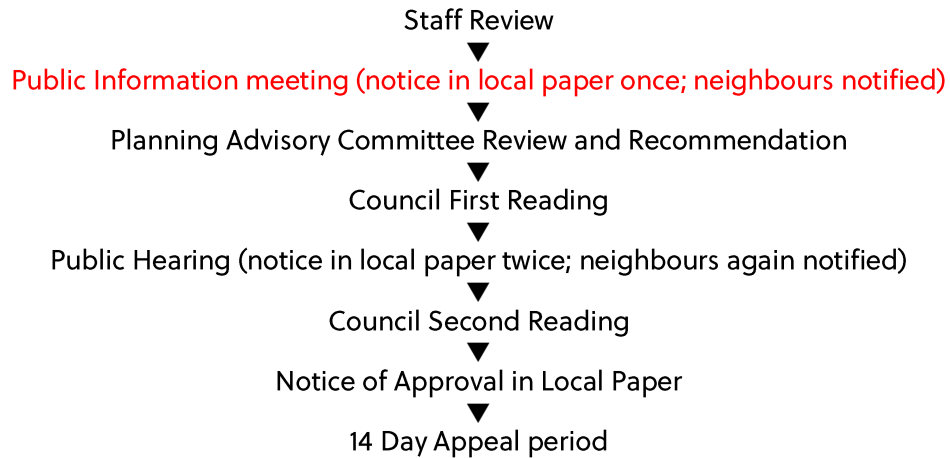 Staff Review
Public Information meeting (notice in local paper once; neighbours notified)
Planning Advisory Committee Review and Recommendation
Council First Reading
Public Hearing (notice in local paper twice; neighbours again notified)
Council Second Reading
Notice of Approval in Local Paper
14 Day Appeal period